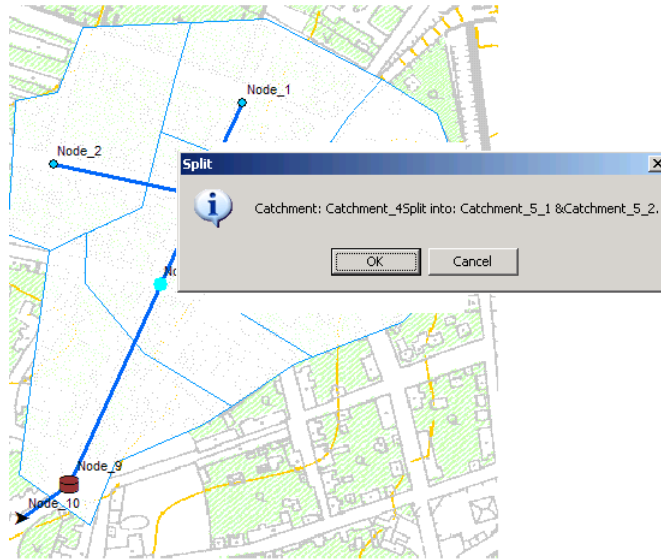 Node_1
Node_2
Split
Catchment: Catchment_4Split into: Catchment_5_1 &Catchment_5_2.
OK
Cancel
Node_9
Node_10